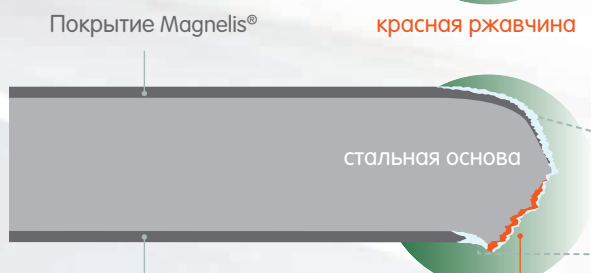 Покрытие Magnelis®
красная ржавчина
стальная основа